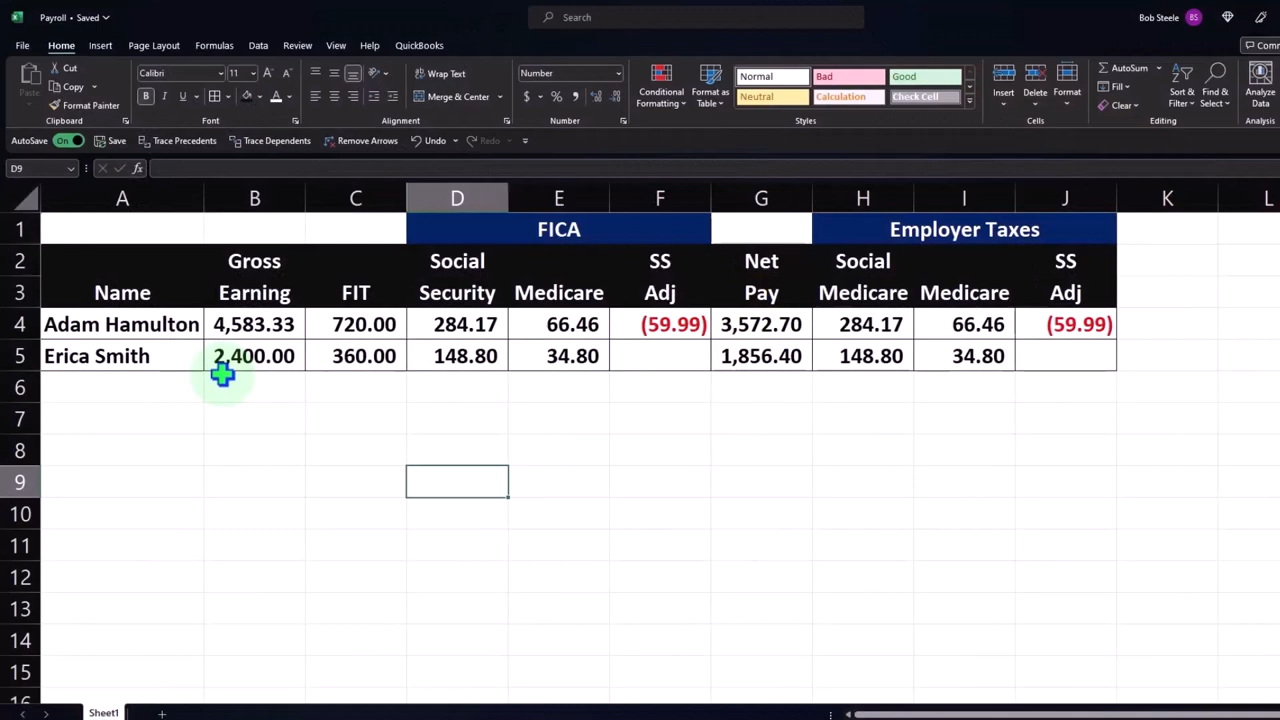 Payroll • Saved
Search
Bob Steele BS
File Home Insert Page Layout Formulas Data Review View Help QuickBooks
Comm
Paste
Cut
Copy
Format Painter
Clipboard
Calibri 11
B
Font
Wrap Text
Merge & Center
Alignment
Number
$ % 9
Number
Conditional Formatting
Format as Table
Normal Bad Good
Neutral Calculation Check Cell
Styles
Insert Delete Format
Cells
AutoSum
Fill
Clear
Sort & Filter
Find & Select
Editing
Analyze Data
Analysis
AutoSave On Save Trace Precedents Trace Dependents Remove Arrows Undo Redo
D9 fx
A B C D E F G H I J K L
1 FICA Employer Taxes
2 Gross Social SS Net Social SS
3 Name Earning FIT Security Medicare Adj Pay Medicare Medicare Adj
4 Adam Hamulton 4,583.33 720.00 284.17 66.46 (59.99) 3,572.70 284.17 66.46 (59.99)
5 Erica Smith 2,400.00 360.00 148.80 34.80 1,856.40 148.80 34.80
6
7
8
9
10
11
12
13
14
15
16
Sheet1